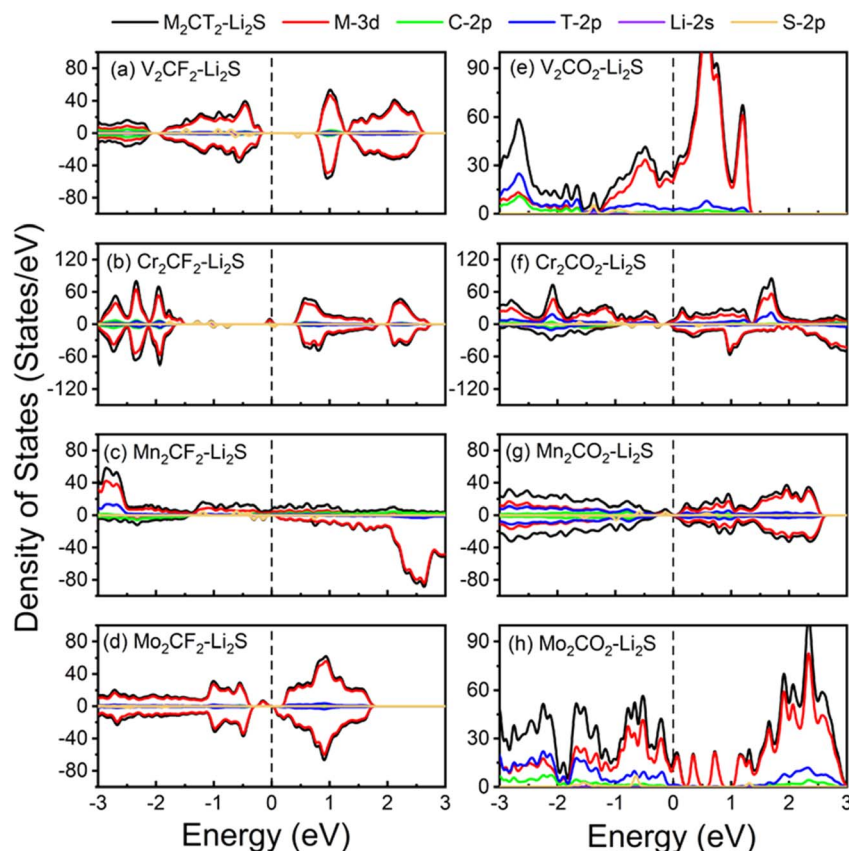 M₂CT₂-Li₂S M-3d C-2p T-2p Li-2s S-2p
Density of States (States/eV)
(a) V₂CF₂-Li₂S
80
40
0
-40
-80
(e) V₂CO₂-Li₂S
90
60
30
0
(b) Cr₂CF₂-Li₂S
120
60
0
-60
-120
(f) Cr₂CO₂-Li₂S
120
60
0
-60
-120
(c) Mn₂CF₂-Li₂S
80
40
0
-40
-80
(g) Mn₂CO₂-Li₂S
80
40
0
-40
-80
(d) Mo₂CF₂-Li₂S
80
40
0
-40
-80
(h) Mo₂CO₂-Li₂S
90
60
30
0
-3 -2 -1 0 1 2 3
-3 -2 -1 0 1 2 3
Energy (eV) Energy (eV)